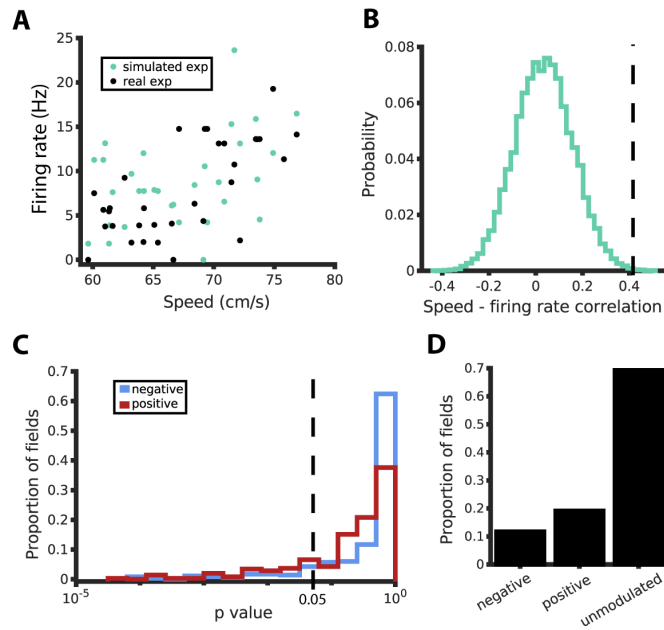 A
Firing rate (Hz)
25
20
15
10
5
0
simulated exp
real exp
60 65 70 75 80
Speed (cm/s)
B
Probability
0.08
0.06
0.04
0.02
0
-0.4 -0.2 0 0.2 0.4
Speed - firing rate correlation
C
Proportion of fields
0.7
0.6
0.5
0.4
0.3
0.2
0.1
0
negative
positive
10⁻⁵ 0.05 10⁰
p value
D
Proportion of fields
0.7
0.6
0.5
0.4
0.3
0.2
0.1
0
negative
positive
unmodulated